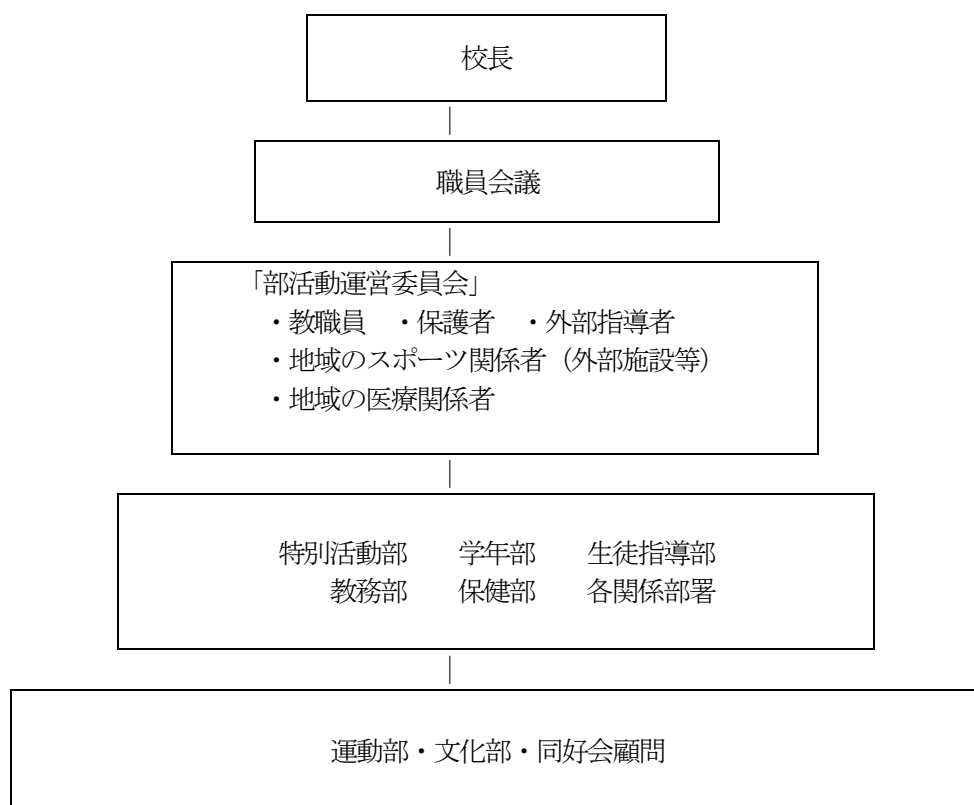 校長
職員会議
「部活動運営委員会」
・教職員　・保護者　・外部指導者
・地域のスポーツ関係者（外部施設等）
・地域の医療関係者
特別活動部　　学年部　　生徒指導部
教務部　　保健部　　各関係部署
運動部・文化部・同好会顧問